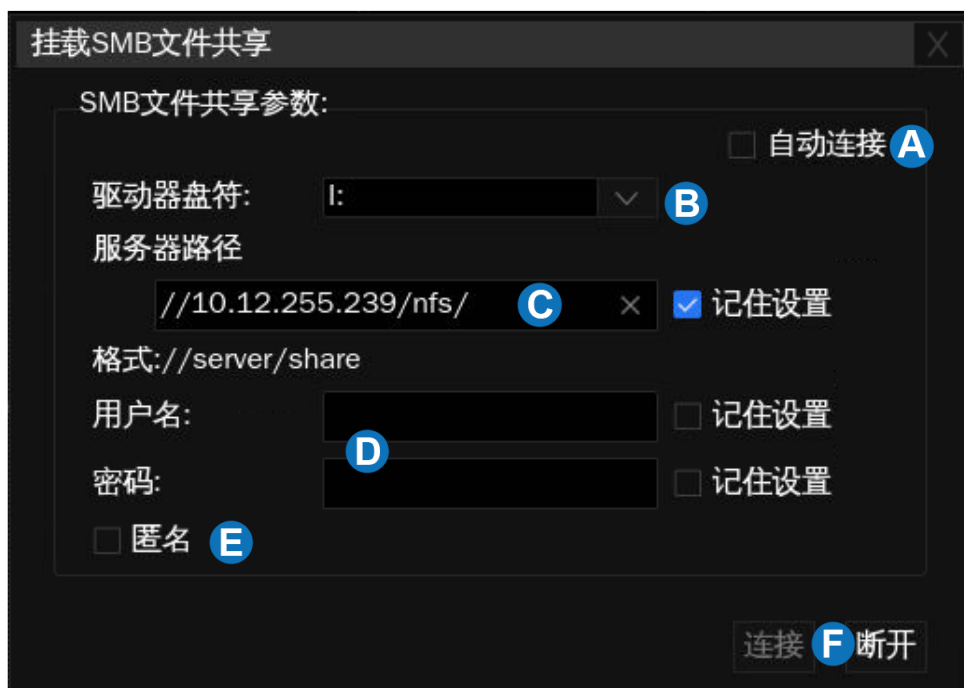 挂载SMB文件共享 X
SMB文件共享参数:
自动连接 A
驱动器盘符: I: B
服务器路径
//10.12.255.239/nfs/ C × 记住设置
格式://server/share
用户名: 记住设置
D
密码: 记住设置
匿名 E
连接 F 断开